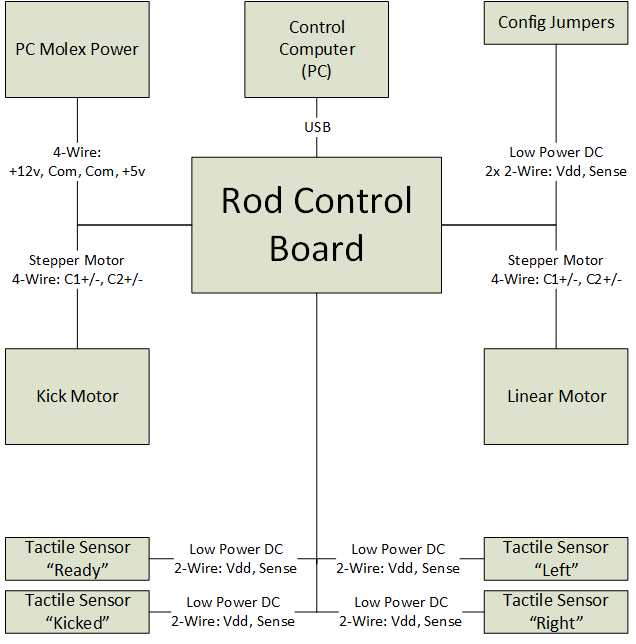 PC Molex Power
Control
Computer
(PC)
Config Jumpers
USB
4-Wire:
+12v, Com, Com, +5v
Low Power DC
2x 2-Wire: Vdd, Sense
Rod Control
Board
Stepper Motor
4-Wire: C1+/-, C2+/-
Stepper Motor
4-Wire: C1+/-, C2+/-
Kick Motor
Linear Motor
Tactile Sensor
“Ready”
Low Power DC
2-Wire: Vdd, Sense
Low Power DC
2-Wire: Vdd, Sense
Tactile Sensor
“Left”
Tactile Sensor
“Kicked”
Low Power DC
2-Wire: Vdd, Sense
Low Power DC
2-Wire: Vdd, Sense
Tactile Sensor
“Right”